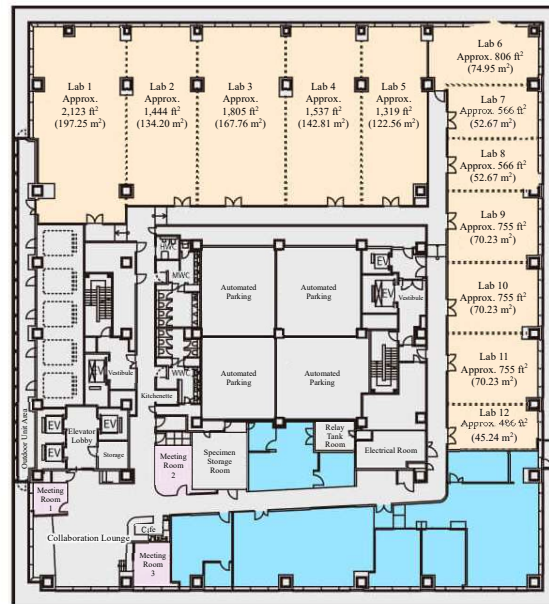 Lab 1
Approx.
2,123 ft²
(197.25 m²)
Lab 2
Approx.
1,444 ft²
(134.20 m²)
Lab 3
Approx.
1,805 ft²
(167.76 m²)
Lab 4
Approx.
1,537 ft²
(142.81 m²)
Lab 5
Approx.
1,319 ft²
(122.56 m²)
Lab 6
Approx. 806 ft²
(74.95 m²)
Lab 7
Approx. 566 ft²
(52.67 m²)
Lab 8
Approx. 566 ft²
(52.67 m²)
Lab 9
Approx. 755 ft²
(70.23 m²)
Lab 10
Approx. 755 ft²
(70.23 m²)
Lab 11
Approx. 755 ft²
(70.23 m²)
Lab 12
Approx. 486 ft²
(45.24 m²)
HWC
MWC
WWC
Kitchenette
Automated
Parking
Automated
Parking
Automated
Parking
Automated
Parking
EV
EV
Vestibule
EV
Vestibule
EV
Elevator
Lobby
EV
EV
Storage
Outdoor Unit Area
Meeting
Room
2
Specimen
Storage
Room
Relay
Tank
Room
Electrical Room
Meeting
Room
1
Cafe
Collaboration Lounge
Meeting
Room
3